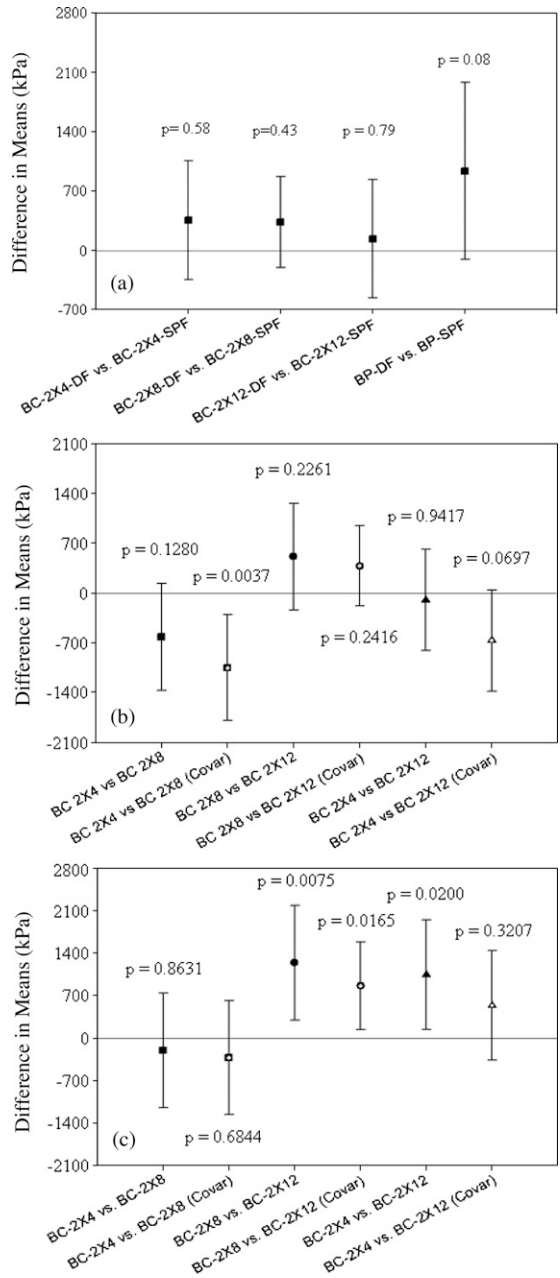 2800
2100
1400
700
0
-700
Difference in Means (kPa)
p= 0.58
p=0.43
p = 0.79
p = 0.08
(a)
BC-2X4-DF vs. BC-2X4-SPF
BC-2X8-DF vs. BC-2X8-SPF
BC-2X12-DF vs. BC-2X12-SPF
BP-DF vs. BP-SPF
2100
1400
700
0
-700
-1400
-2100
Difference in Means (kPa)
p = 0.1280
p = 0.0037
p = 0.2261
p = 0.2416
p = 0.9417
p = 0.0697
(b)
BC 2X4 vs BC 2X8
BC 2X4 vs BC 2X8 (Covar)
BC 2X8 vs BC 2X12
BC 2X8 vs BC 2X12 (Covar)
BC 2X4 vs BC 2X12
BC 2X4 vs BC 2X12 (Covar)
2800
2100
1400
700
0
-700
-1400
-2100
Difference in Means (kPa)
p = 0.8631
p = 0.6844
p = 0.0075
p = 0.0165
p = 0.0200
p = 0.3207
(c)
BC-2X4 vs. BC-2X8
BC-2X4 vs. BC-2X8 (Covar)
BC-2X8 vs. BC-2X12
BC-2X8 vs. BC-2X12 (Covar)
BC-2X4 vs. BC-2X12
BC-2X4 vs. BC-2X12 (Covar)